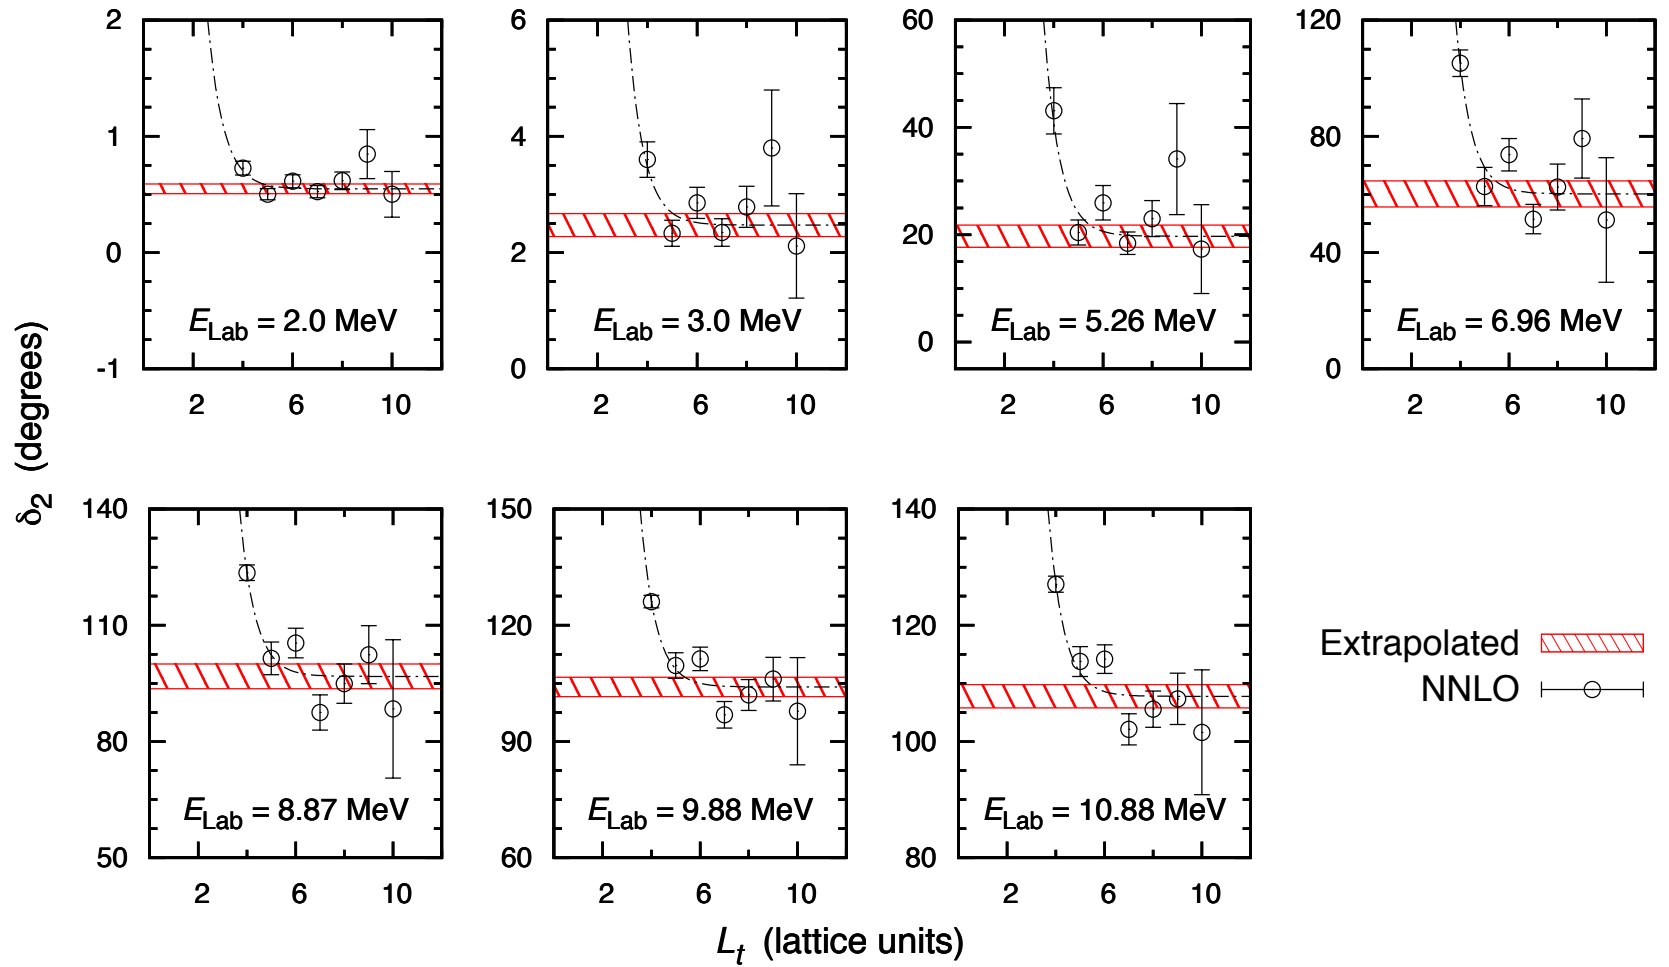 2
1
0
-1
2 6 10
E_Lab = 2.0 MeV
6
4
2
0
2 6 10
E_Lab = 3.0 MeV
60
40
20
0
2 6 10
E_Lab = 5.26 MeV
120
80
40
0
2 6 10
E_Lab = 6.96 MeV
δ_2 (degrees)
140
110
80
50
2 6 10
E_Lab = 8.87 MeV
150
120
90
60
2 6 10
E_Lab = 9.88 MeV
140
120
100
80
2 6 10
E_Lab = 10.88 MeV
Extrapolated
NNLO
L_t (lattice units)